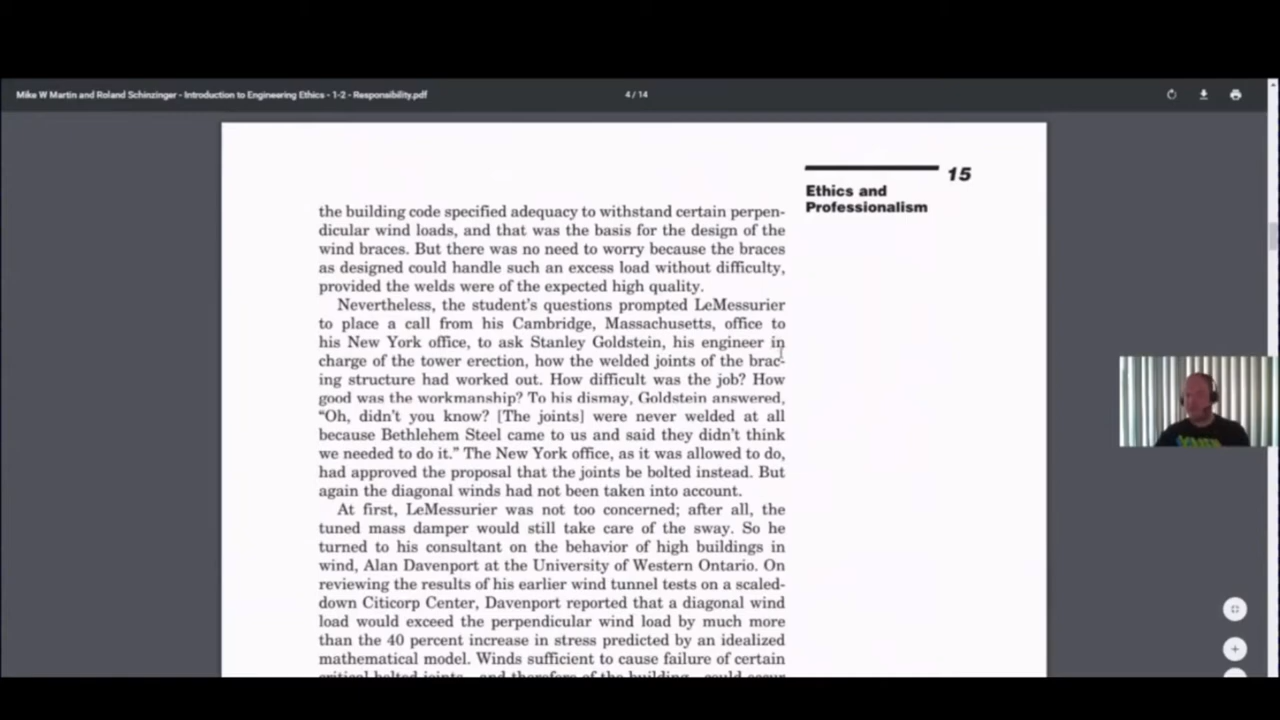 Mike W Martin and Roland Schinzinger - Introduction to Engineering Ethics - 1-2 - Responsibility.pdf
4 / 14
15
Ethics and
Professionalism
the building code specified adequacy to withstand certain perpen-
dicular wind loads, and that was the basis for the design of the
wind braces. But there was no need to worry because the braces
as designed could handle such an excess load without difficulty,
provided the welds were of the expected high quality.
Nevertheless, the student's questions prompted LeMessurier
to place a call from his Cambridge, Massachusetts, office to
his New York office, to ask Stanley Goldstein, his engineer in
charge of the tower erection, how the welded joints of the brac-
ing structure had worked out. How difficult was the job? How
good was the workmanship? To his dismay, Goldstein answered,
“Oh, didn't you know? [The joints] were never welded at all
because Bethlehem Steel came to us and said they didn't think
we needed to do it.” The New York office, as it was allowed to do,
had approved the proposal that the joints be bolted instead. But
again the diagonal winds had not been taken into account.
At first, LeMessurier was not too concerned; after all, the
tuned mass damper would still take care of the sway. So he
turned to his consultant on the behavior of high buildings in
wind, Alan Davenport at the University of Western Ontario. On
reviewing the results of his earlier wind tunnel tests on a scaled-
down Citicorp Center, Davenport reported that a diagonal wind
load would exceed the perpendicular wind load by much more
than the 40 percent increase in stress predicted by an idealized
mathematical model. Winds sufficient to cause failure of certain
critical bolted joints—and therefore of the building—could occur